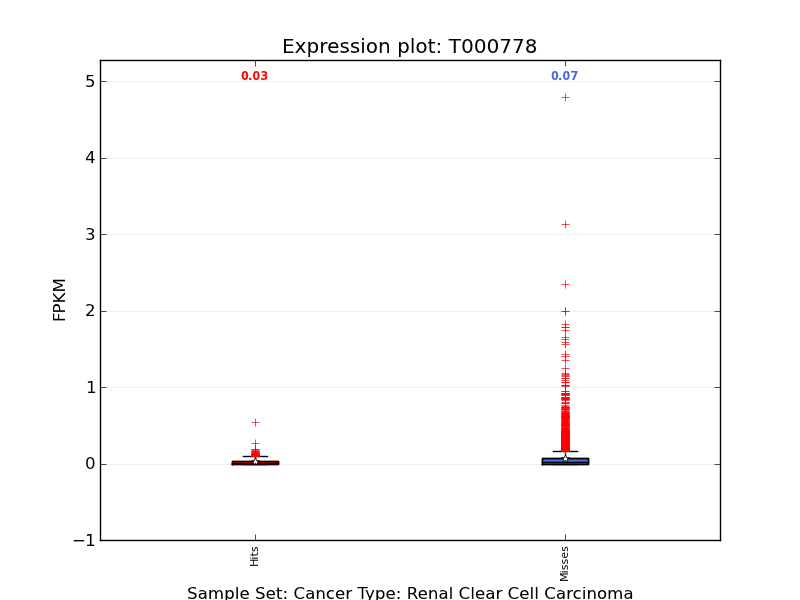 Expression plot: T000778
0.03
0.07
5
4
3
2
1
0
−1
FPKM
Hits
Misses
Sample Set: Cancer Type: Renal Clear Cell Carcinoma